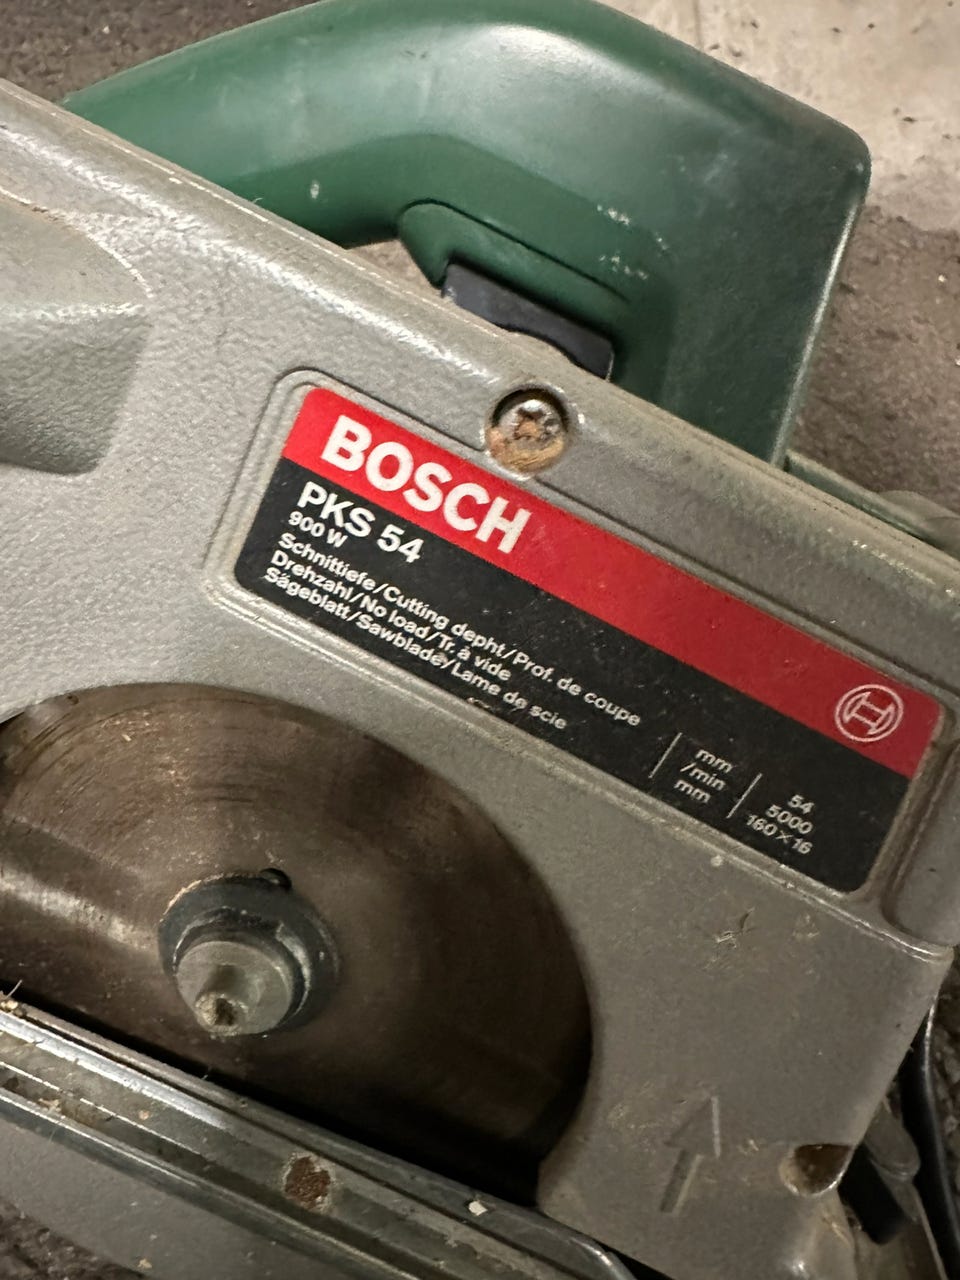 BOSCH
PKS 54
900 W
Schnittiefe/Cutting depht/Prof. de coupe mm 54
Drehzahl/No load/Tr. à vide /min 5000
Sägeblatt/Sawblade/Lame de scie mm 160×16